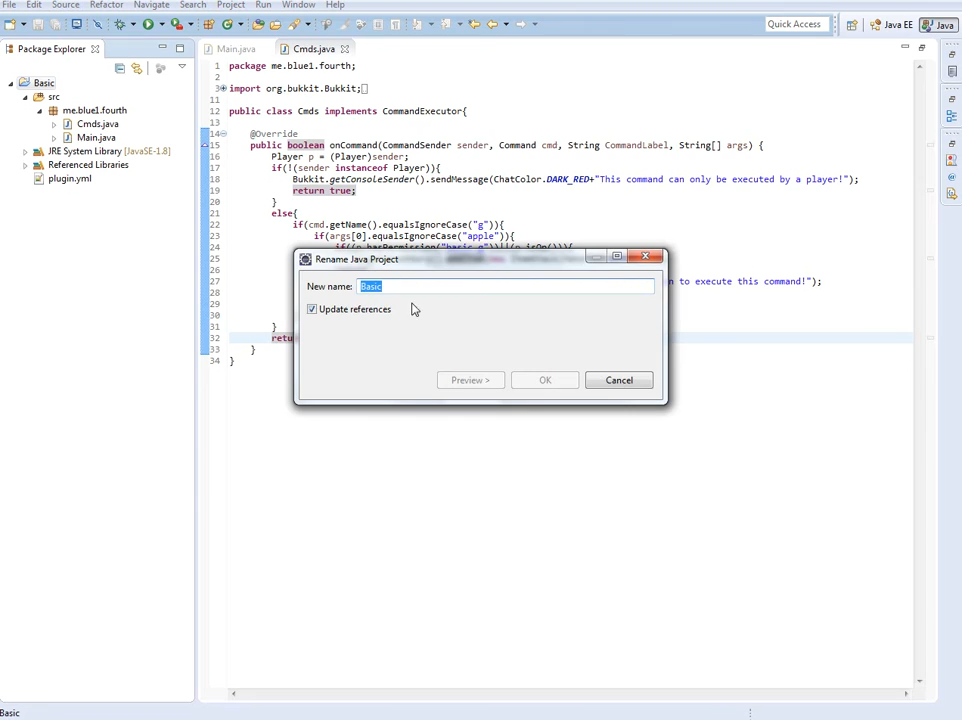 File Edit Source Refactor Navigate Search Project Run Window Help
Quick Access Java EE Java
Package Explorer
Main.java Cmds.java
Basic
src
me.blue1.fourth
Cmds.java
Main.java
JRE System Library [JavaSE-1.8]
Referenced Libraries
plugin.yml
1 package me.blue1.fourth;
2
3 import org.bukkit.Bukkit;
11
12 public class Cmds implements CommandExecutor{
13
14 @Override
15 public boolean onCommand(CommandSender sender, Command cmd, String CommandLabel, String[] args) {
16 Player p = (Player)sender;
17 if(!(sender instanceof Player)){
18 Bukkit.getConsoleSender().sendMessage(ChatColor.DARK_RED+"This command can only be executed by a player!");
19 return true;
20 }
21 else{
22 if(cmd.getName().equalsIgnoreCase("g")){
23 if(args[0].equalsIgnoreCase("apple")){
24 if((p.hasPermission("basic.g"))||(p.isOp())){
25
26
27 n to execute this command!");
28
29
30
31 }
32 retu
33 }
34 }
Rename Java Project
New name: Basic
Update references
Preview > OK Cancel
Basic